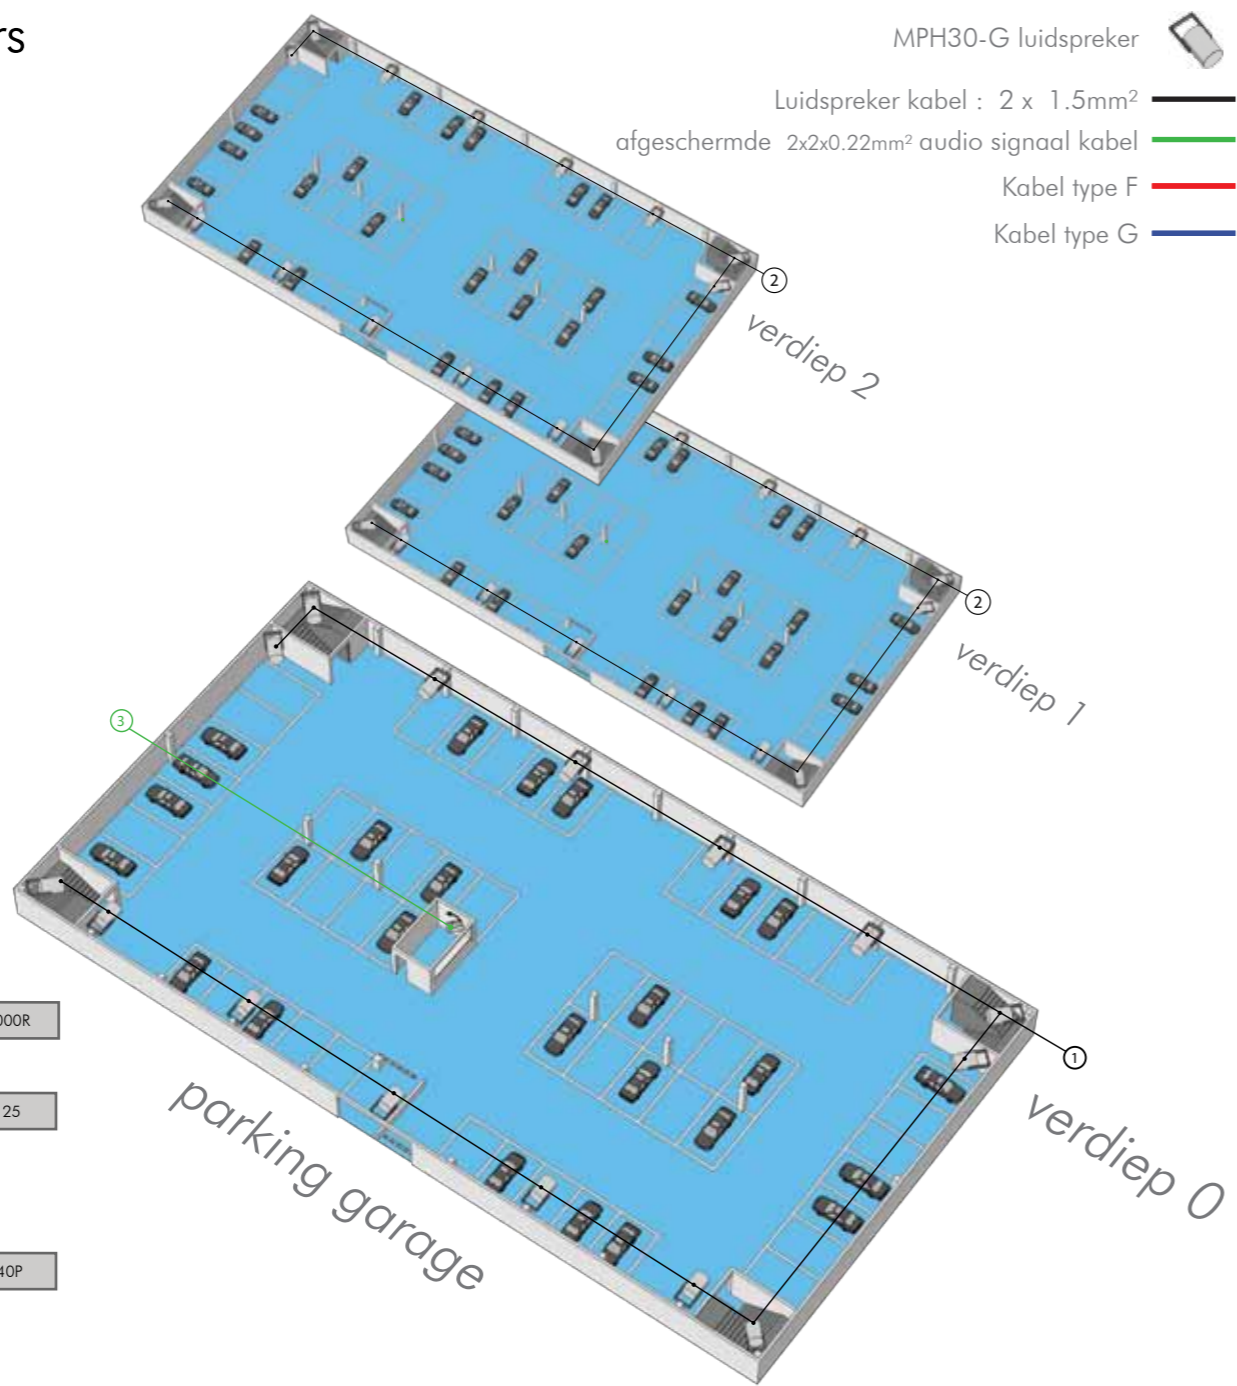 rs
MPH30-G luidspreker
Luidspreker kabel : 2 x 1.5mm²
afgeschermde 2x2x0.22mm² audio signaal kabel
Kabel type F
Kabel type G
2
verdiep 2
2
verdiep 1
3
1
verdiep 0
parking garage
000R
25
40P